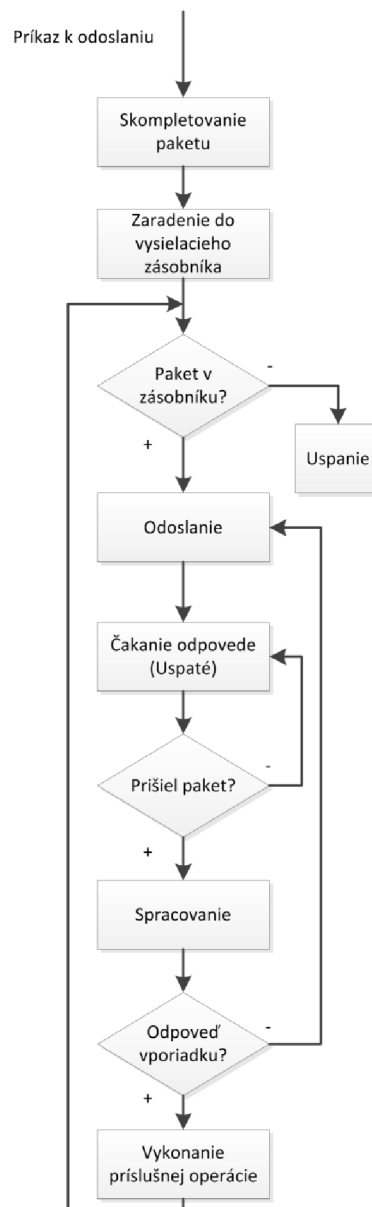 Príkaz k odoslaniu
Skompletovanie
paketu
Zaradenie do
vysielacieho
zásobníka
Paket v
zásobníku?
-
+
Uspanie
Odoslanie
Čakanie odpovede
(Uspaté)
Prišiel paket?
-
+
Spracovanie
Odpoveď
vporiadku?
-
+
Vykonanie
príslušnej operácie